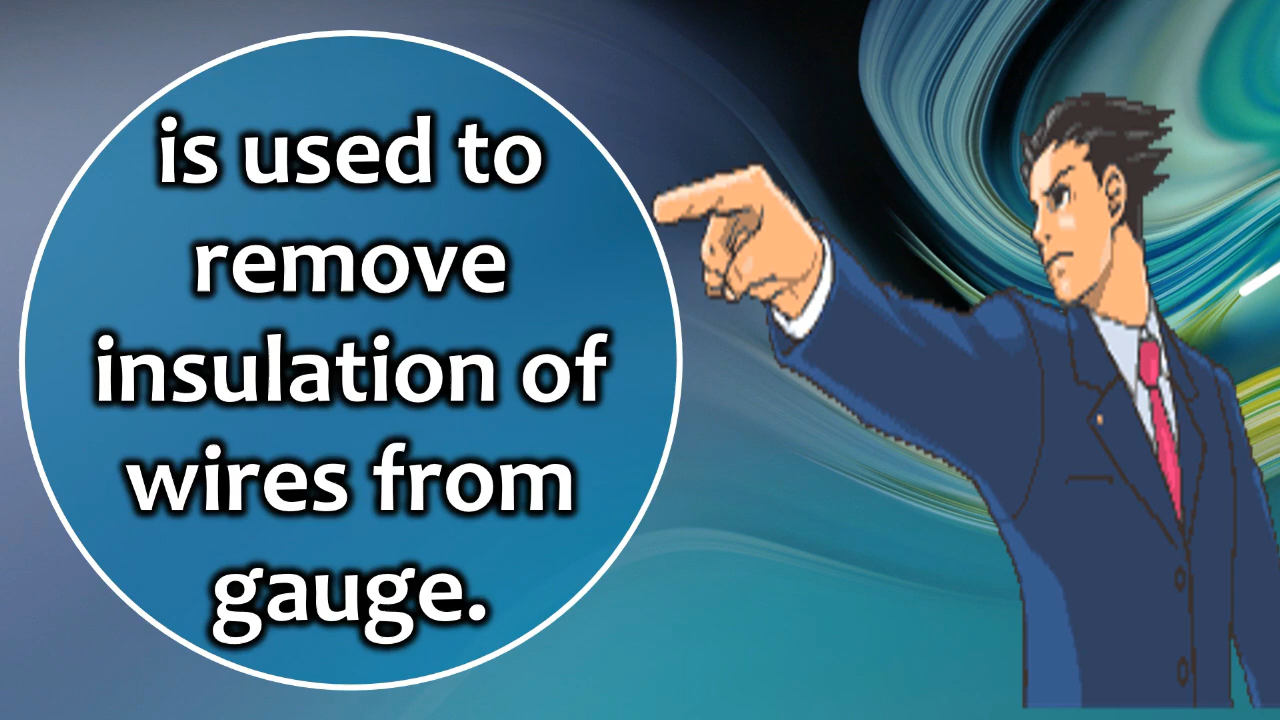 is used to
remove
insulation of
wires from
gauge.